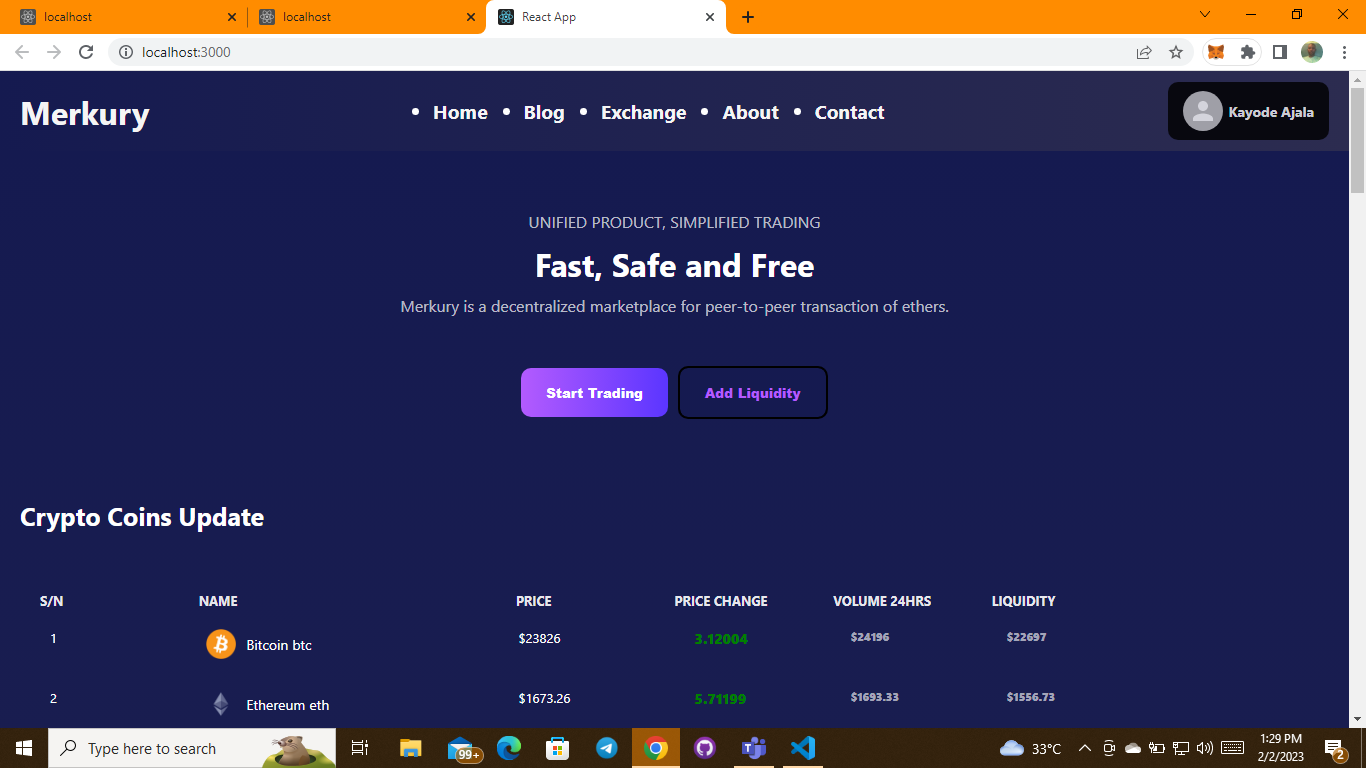 localhost
localhost
React App
localhost:3000
Merkury
Home
Blog
Exchange
About
Contact
Kayode Ajala
UNIFIED PRODUCT, SIMPLIFIED TRADING
Fast, Safe and Free
Merkury is a decentralized marketplace for peer-to-peer transaction of ethers.
Start Trading
Add Liquidity
Crypto Coins Update
S/N NAME PRICE PRICE CHANGE VOLUME 24HRS LIQUIDITY
1 Bitcoin btc $23826 3.12004 $24196 $22697
2 Ethereum eth $1673.26 5.71199 $1693.33 $1556.73
Type here to search
99+
33°C
1:29 PM
2/2/2023
2